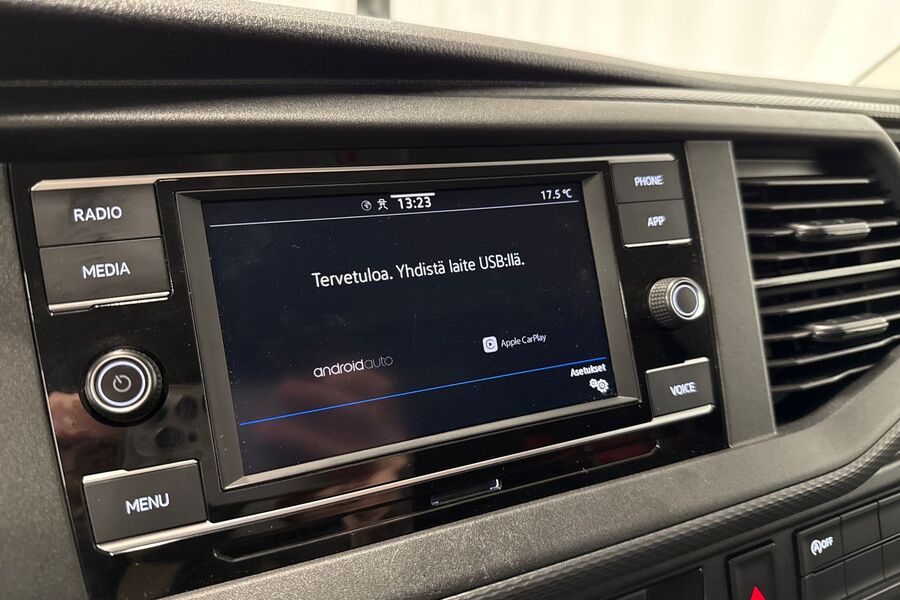 RADIO
MEDIA
MENU
13:23
17.5 °C
Tervetuloa. Yhdistä laite USB:llä.
androidauto
Apple CarPlay
Asetukset
PHONE
APP
VOICE
A OFF